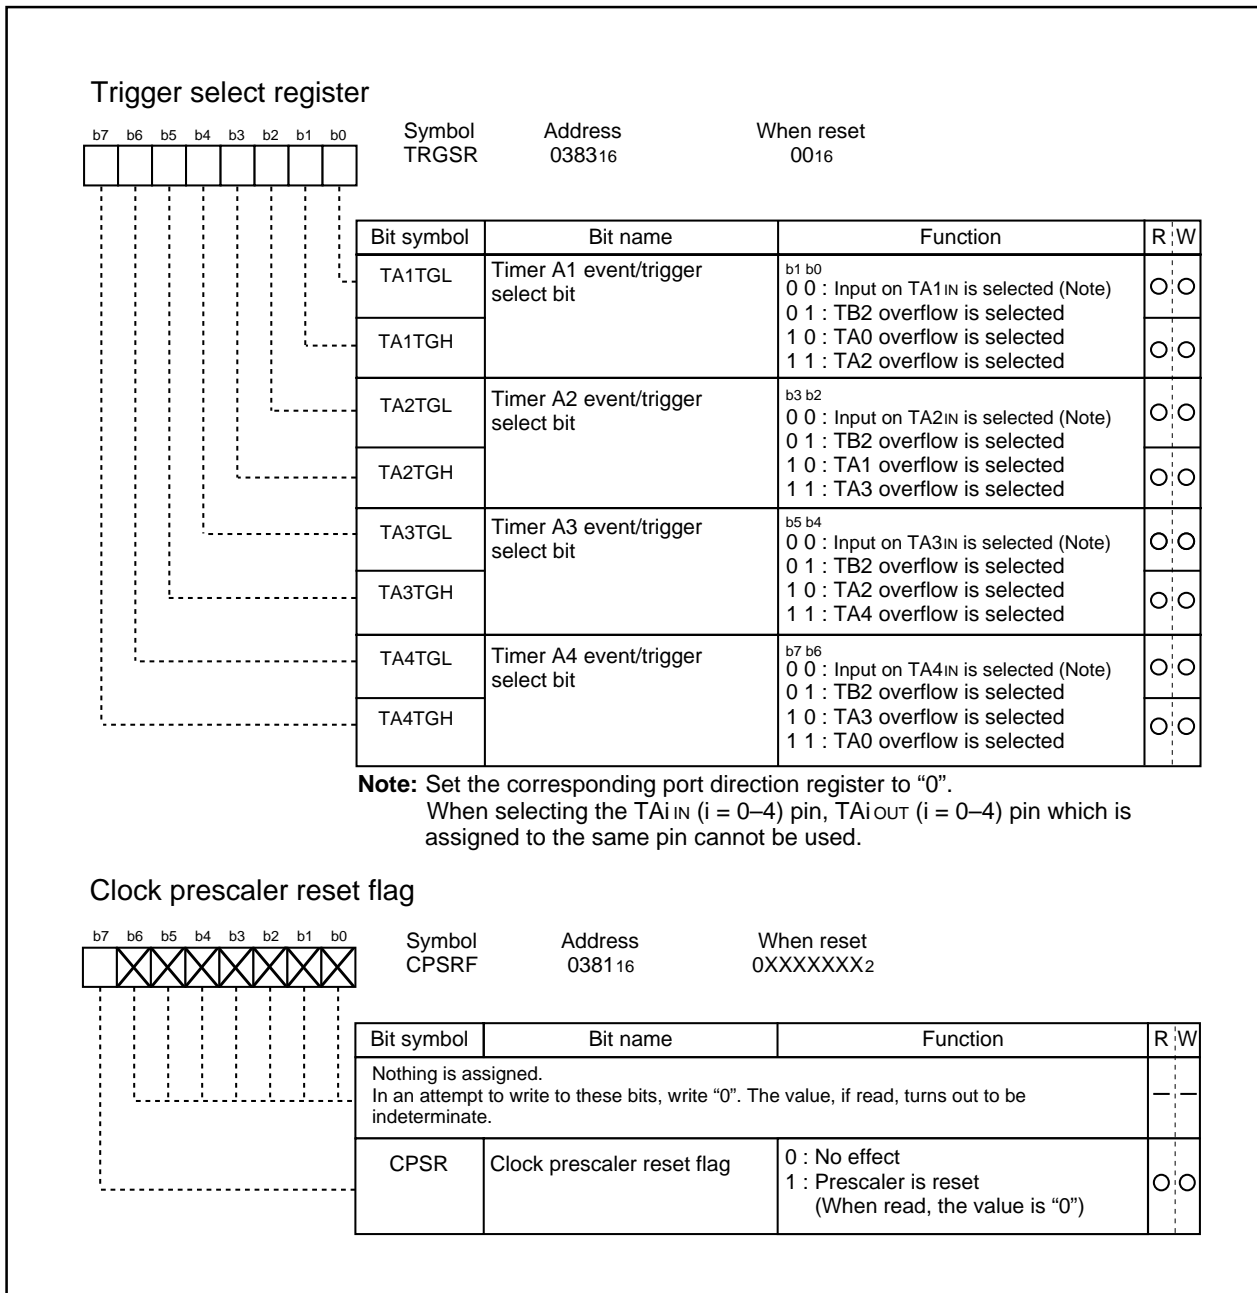 Trigger select register
b7 b6 b5 b4 b3 b2 b1 b0
Symbol Address When reset
TRGSR 038316 0016
Bit symbol Bit name Function R W
TA1TGL Timer A1 event/trigger select bit
b1 b0
0 0 : Input on TA1IN is selected (Note)
0 1 : TB2 overflow is selected
TA1TGH
1 0 : TA0 overflow is selected
1 1 : TA2 overflow is selected
TA2TGL Timer A2 event/trigger select bit
b3 b2
0 0 : Input on TA2IN is selected (Note)
0 1 : TB2 overflow is selected
TA2TGH
1 0 : TA1 overflow is selected
1 1 : TA3 overflow is selected
TA3TGL Timer A3 event/trigger select bit
b5 b4
0 0 : Input on TA3IN is selected (Note)
0 1 : TB2 overflow is selected
TA3TGH
1 0 : TA2 overflow is selected
1 1 : TA4 overflow is selected
TA4TGL Timer A4 event/trigger select bit
b7 b6
0 0 : Input on TA4IN is selected (Note)
0 1 : TB2 overflow is selected
TA4TGH
1 0 : TA3 overflow is selected
1 1 : TA0 overflow is selected
Note: Set the corresponding port direction register to “0”.
When selecting the TAiIN (i = 0–4) pin, TAiOUT (i = 0–4) pin which is
assigned to the same pin cannot be used.
Clock prescaler reset flag
b7 b6 b5 b4 b3 b2 b1 b0
Symbol Address When reset
CPSRF 038116 0XXXXXXX2
Bit symbol Bit name Function R W
Nothing is assigned.
In an attempt to write to these bits, write “0”. The value, if read, turns out to be
indeterminate.
CPSR Clock prescaler reset flag
0 : No effect
1 : Prescaler is reset
(When read, the value is “0”)